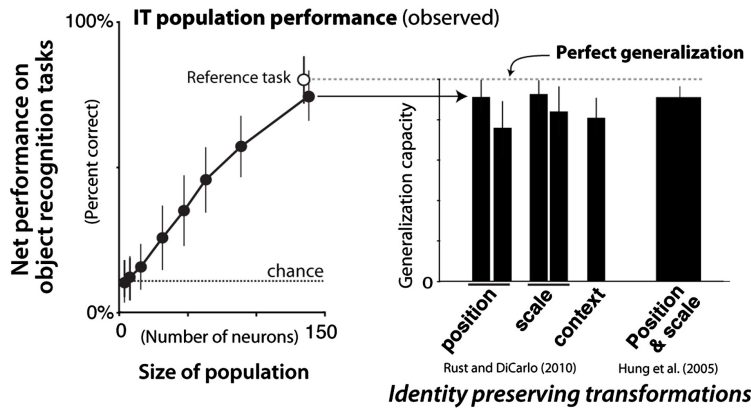 IT population performance (observed)
100%
0%
Net performance on
object recognition tasks
(Percent correct)
Reference task
chance
0
(Number of neurons)
150
Size of population
Perfect generalization
Generalization capacity
0
position
scale
context
Position
& scale
Rust and DiCarlo (2010)
Hung et al. (2005)
Identity preserving transformations